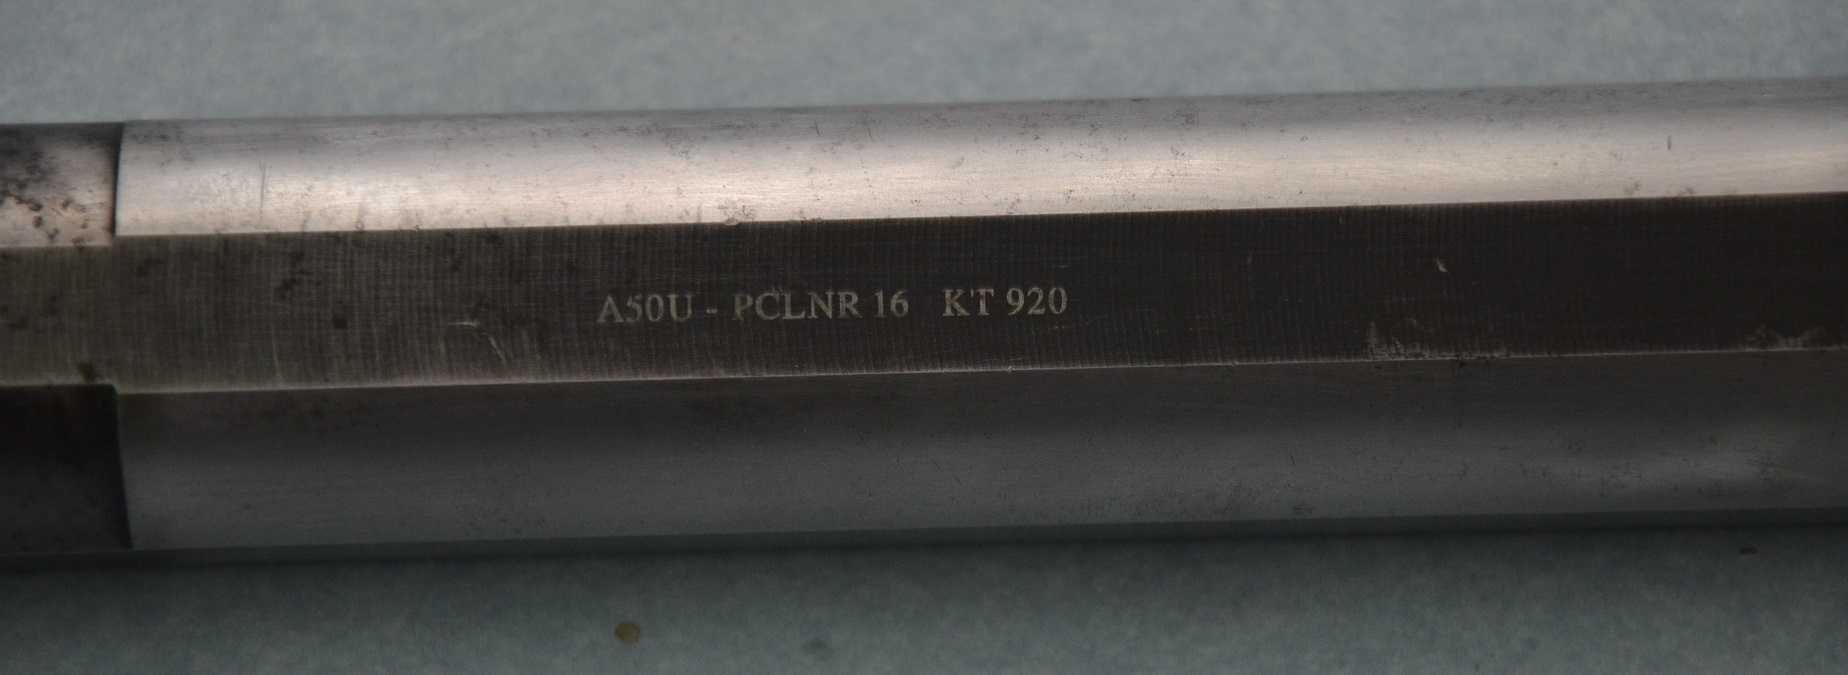 A50U - PCLNR 16 KT 920